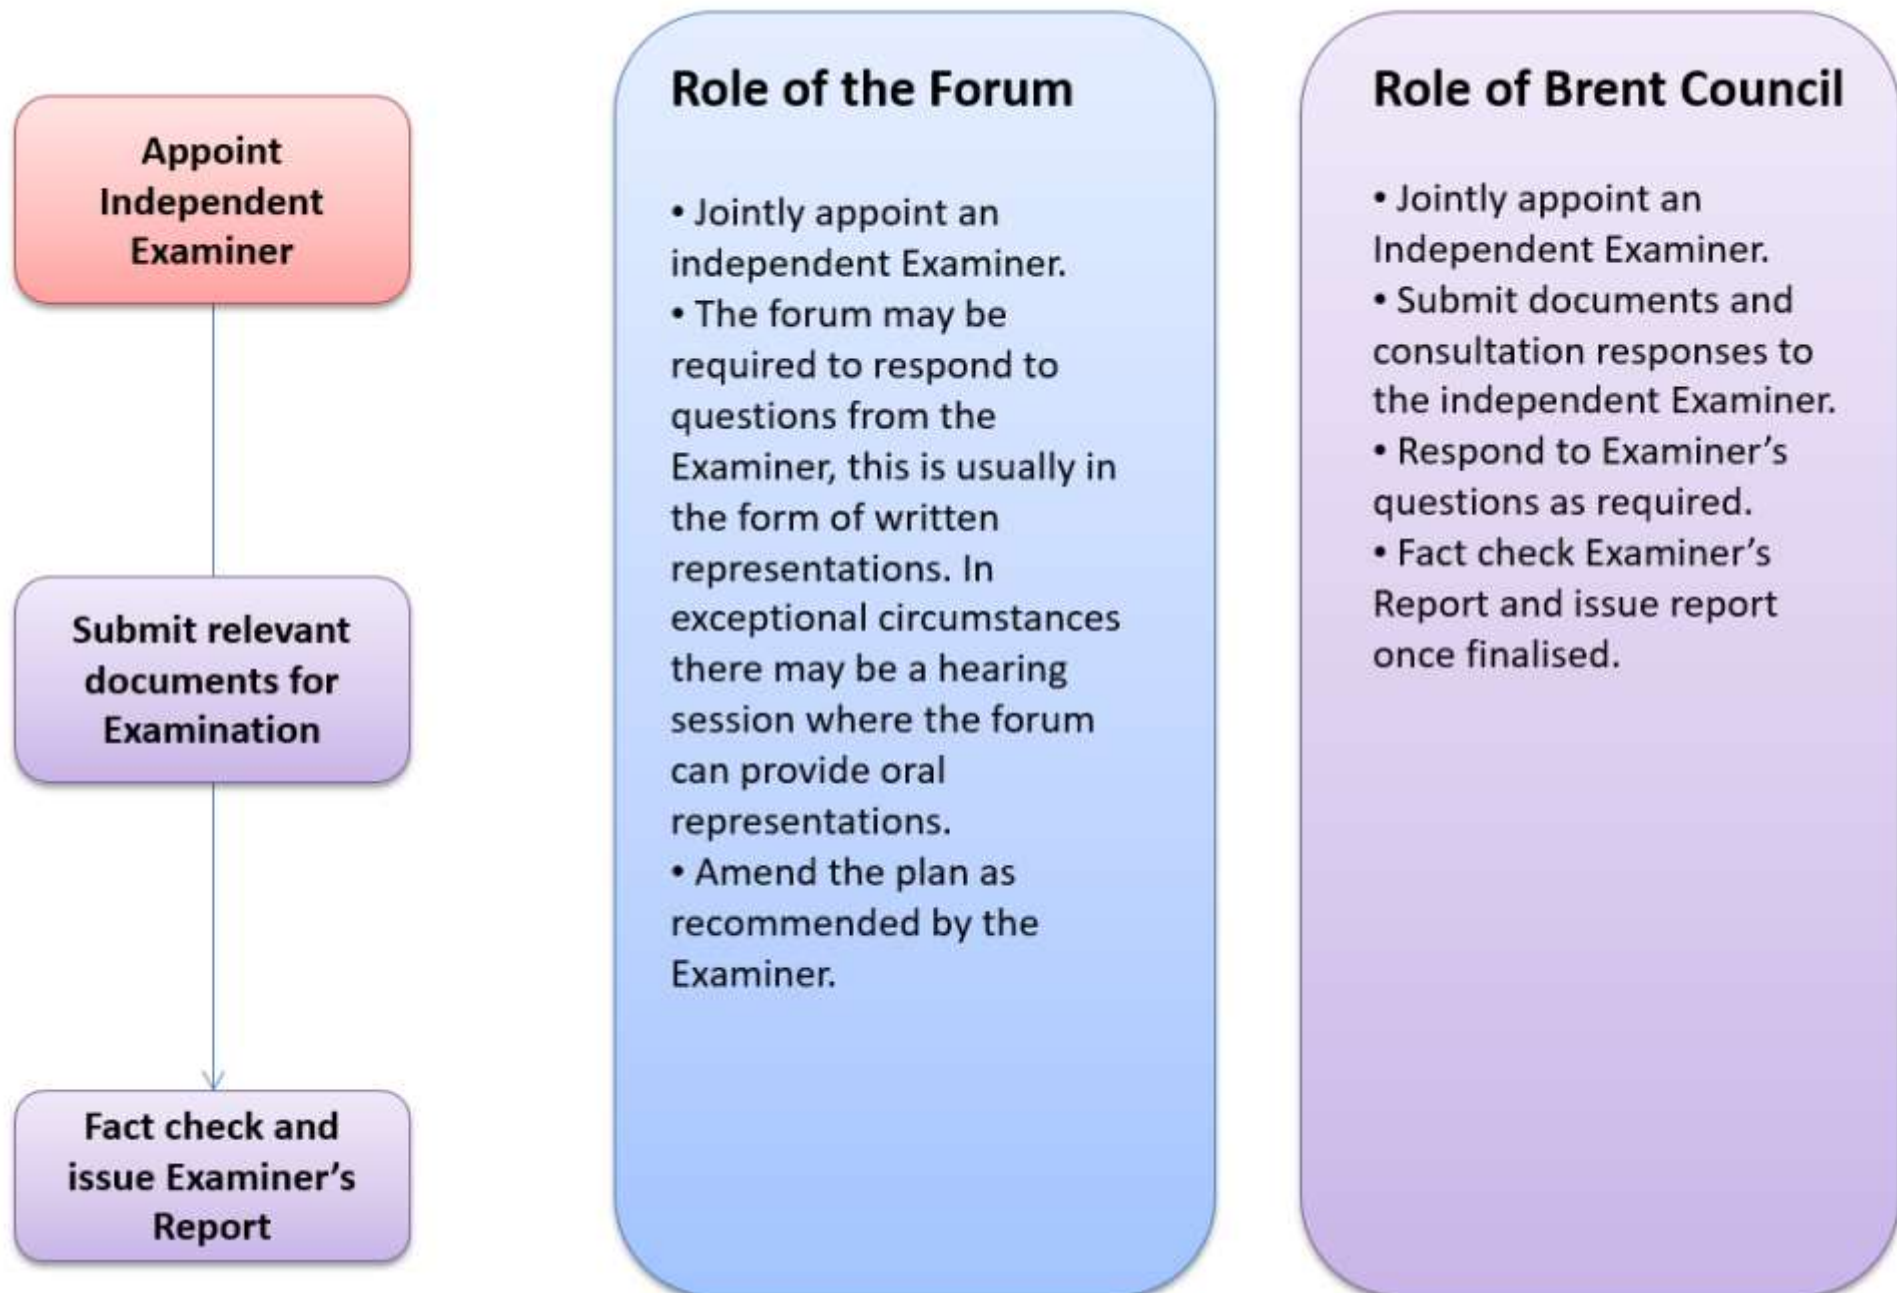 Appoint
Independent
Examiner
Submit relevant
documents for
Examination
Fact check and
issue Examiner’s
Report
Role of the Forum
• Jointly appoint an
independent Examiner.
• The forum may be
required to respond to
questions from the
Examiner, this is usually in
the form of written
representations. In
exceptional circumstances
there may be a hearing
session where the forum
can provide oral
representations.
• Amend the plan as
recommended by the
Examiner.
Role of Brent Council
• Jointly appoint an
Independent Examiner.
• Submit documents and
consultation responses to
the independent Examiner.
• Respond to Examiner’s
questions as required.
• Fact check Examiner’s
Report and issue report
once finalised.